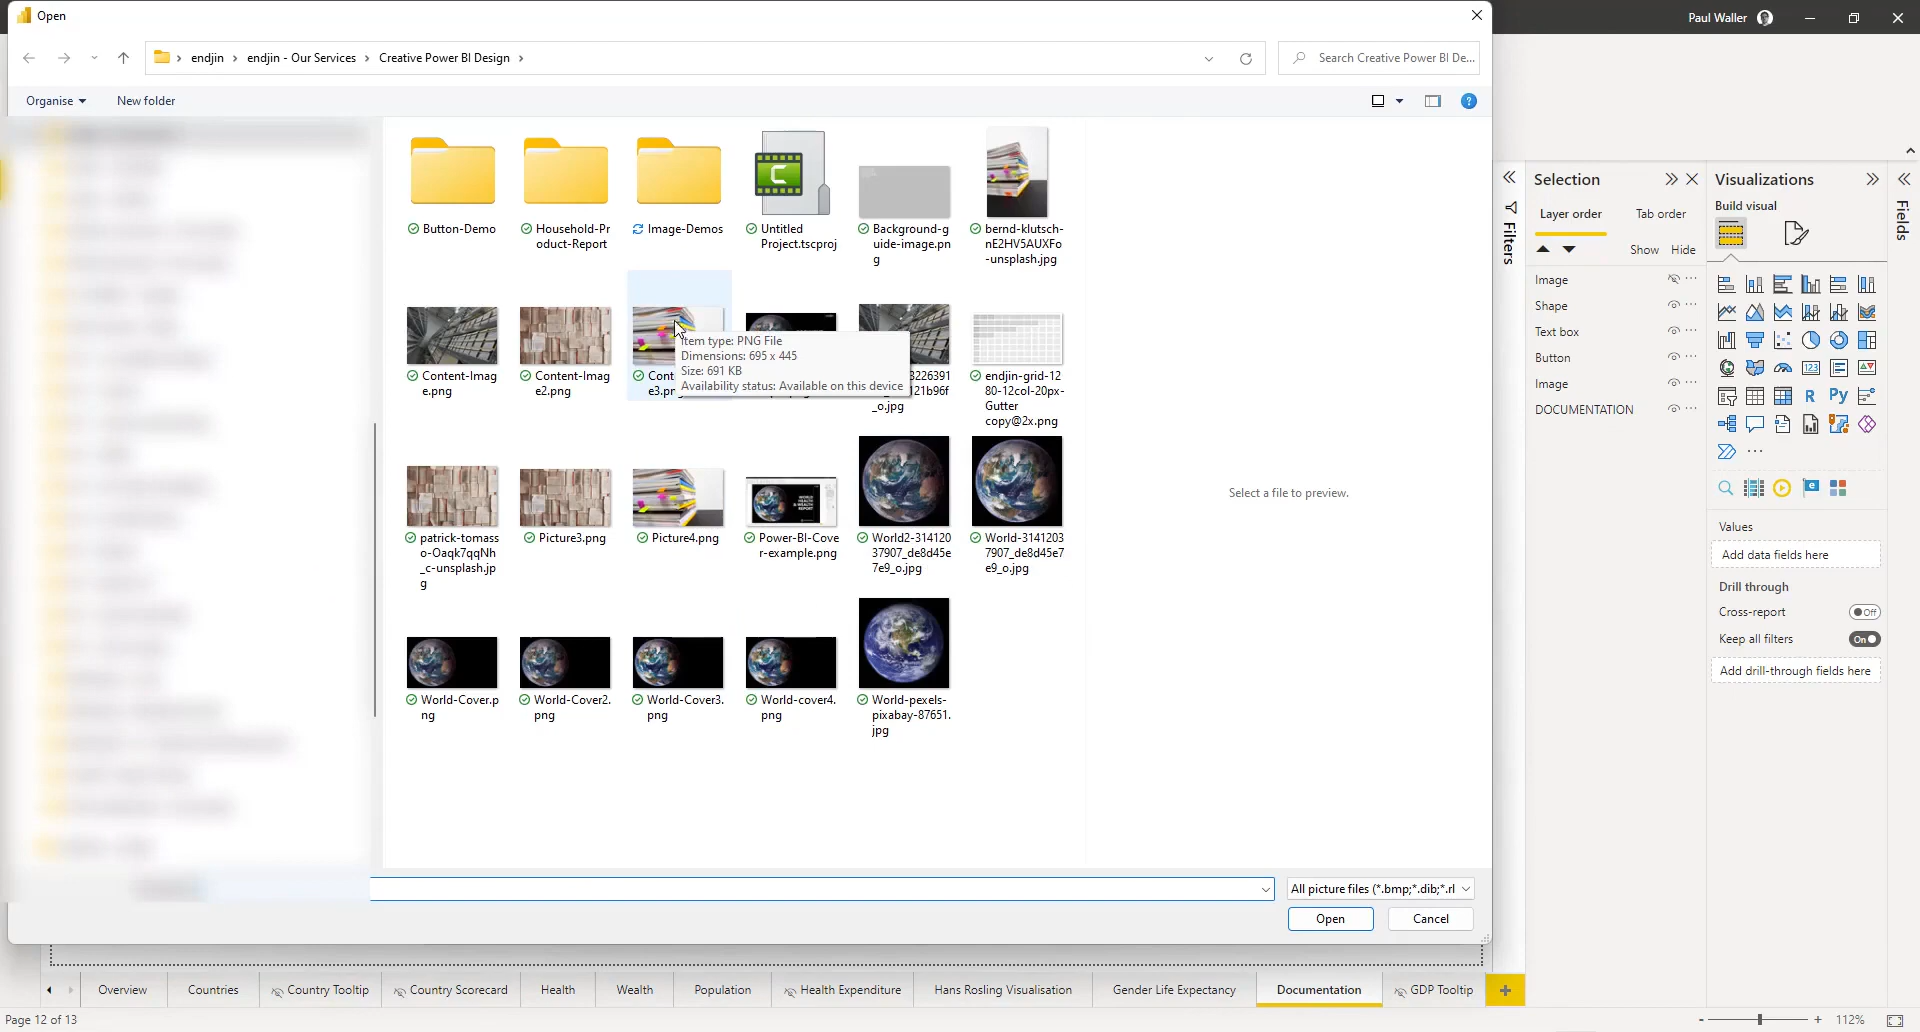 Open
Paul Waller
endjin
endjin - Our Services
Creative Power BI Design
Search Creative Power BI De...
Organise
New folder
Button-Demo
Household-Pr
oduct-Report
Image-Demos
Untitled
Project.tscproj
Background-g
uide-image.pn
g
bernd-klutsch-
nE2HV5AUXFo
-unsplash.jpg
Content-Imag
e.png
Content-Imag
e2.png
Cont
e3.pr
Item type: PNG File
Dimensions: 695 x 445
Size: 691 KB
Availability status: Available on this device
3226391
121b96f
_o.jpg
endjin-grid-12
80-12col-20px-
Gutter
copy@2x.png
patrick-tomass
o-Oaqk7qqNh
_c-unsplash.jp
g
Picture3.png
Picture4.png
Power-BI-Cove
r-example.png
World2-314120
37907_de8d45e
7e9_o.jpg
World-3141203
7907_de8d45e7
e9_o.jpg
World-Cover.p
ng
World-Cover2.
png
World-Cover3.
png
World-cover4.
png
World-pexels-
pixabay-87651.
jpg
Select a file to preview.
All picture files (*.bmp;*.dib;*.rl
Open
Cancel
Filters
Selection
Layer order
Tab order
Show
Hide
Image
Shape
Text box
Button
Image
DOCUMENTATION
Visualizations
Build visual
123
R
Py
Values
Add data fields here
Drill through
Cross-report
Off
Keep all filters
On
Add drill-through fields here
Fields
Overview
Countries
Country Tooltip
Country Scorecard
Health
Wealth
Population
Health Expenditure
Hans Rosling Visualisation
Gender Life Expectancy
Documentation
GDP Tooltip
Page 12 of 13
112%